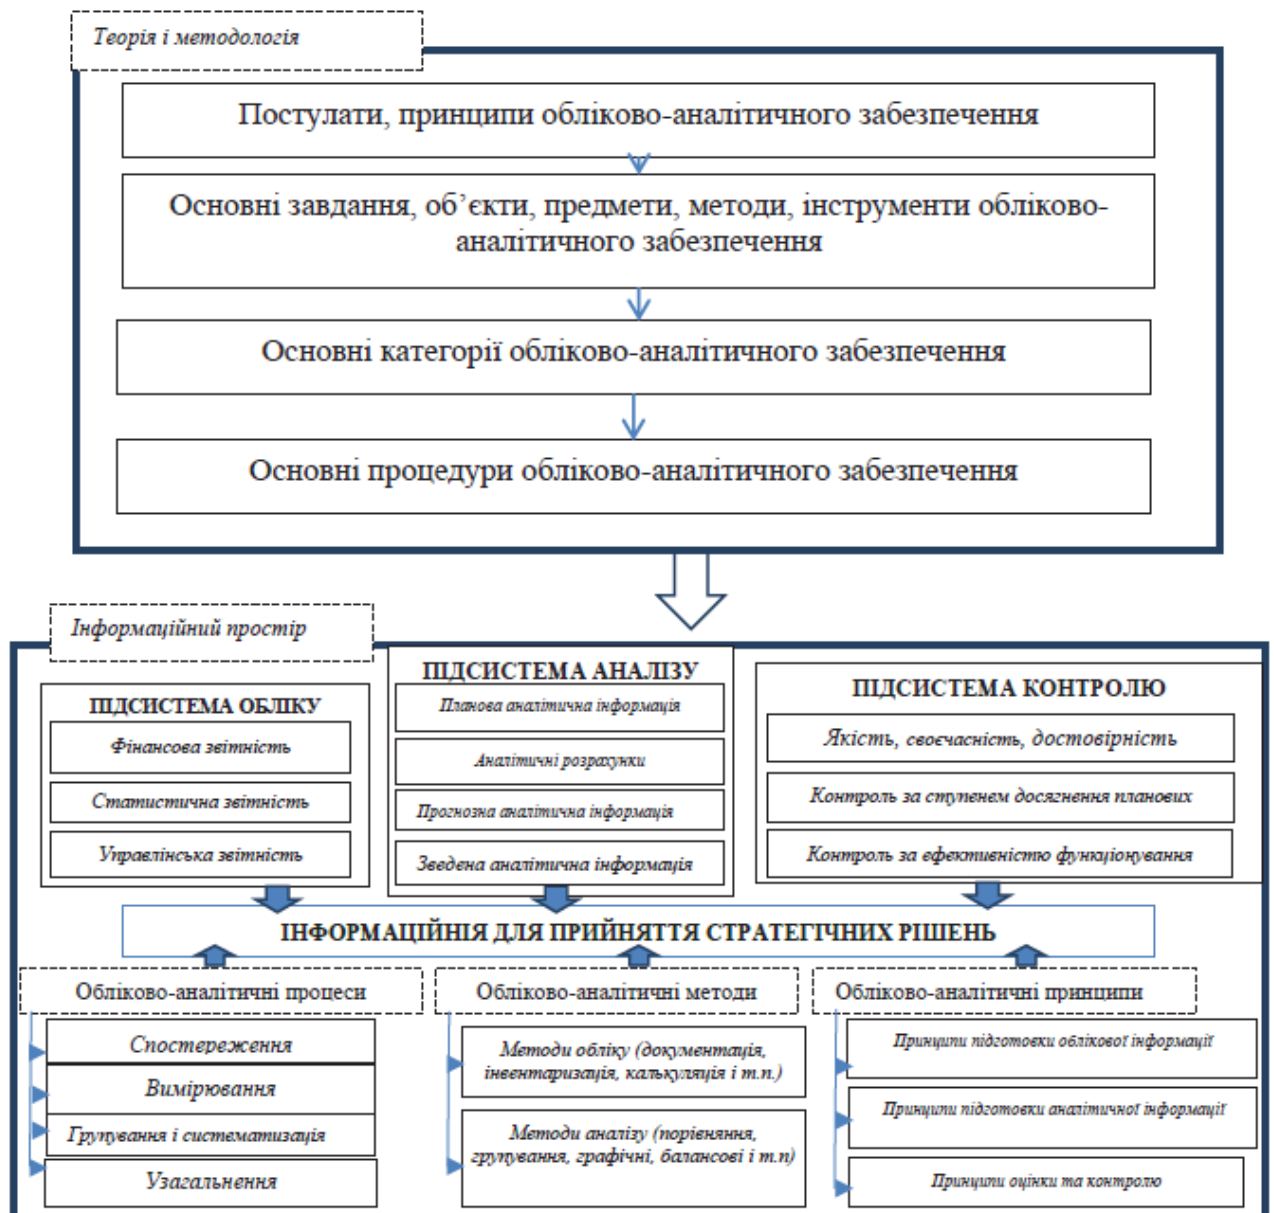 Теорія і методологія
Постулати, принципи обліково-аналітичного забезпечення
Основні завдання, об’єкти, предмети, методи, інструменти обліково-
аналітичного забезпечення
Основні категорії обліково-аналітичного забезпечення
Основні процедури обліково-аналітичного забезпечення
Інформаційний простір
ПІДСИСТЕМА ОБЛІКУ
Фінансова звітність
Статистична звітність
Управлінська звітність
ПІДСИСТЕМА АНАЛІЗУ
Планова аналітична інформація
Аналітичні розрахунки
Прогнозна аналітична інформація
Зведена аналітична інформація
ПІДСИСТЕМА КОНТРОЛЮ
Якість, своєчасність, достовірність
Контроль за ступенем досягнення планових
Контроль за ефективністю функціонування
ІНФОРМАЦІЙНІЯ ДЛЯ ПРИЙНЯТТЯ СТРАТЕГІЧНИХ РІШЕНЬ
Обліково-аналітичні процеси
Спостереження
Вимірювання
Групування і систематизація
Узагальнення
Обліково-аналітичні методи
Методи обліку (документація,
інвентаризація, калькуляція і т.п.)
Методи аналізу (порівняння,
групування, графічні, балансові і т.п)
Обліково-аналітичні принципи
Принципи підготовки облікової інформації
Принципи підготовки аналітичної інформації
Принципи оцінки та контролю